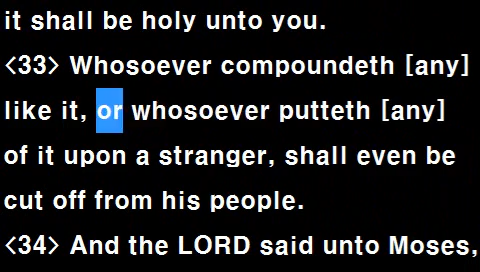 it shall be holy unto you.
<33> Whosoever compoundeth [any]
like it, or whosoever putteth [any]
of it upon a stranger, shall even be
cut off from his people.
<34> And the LORD said unto Moses,